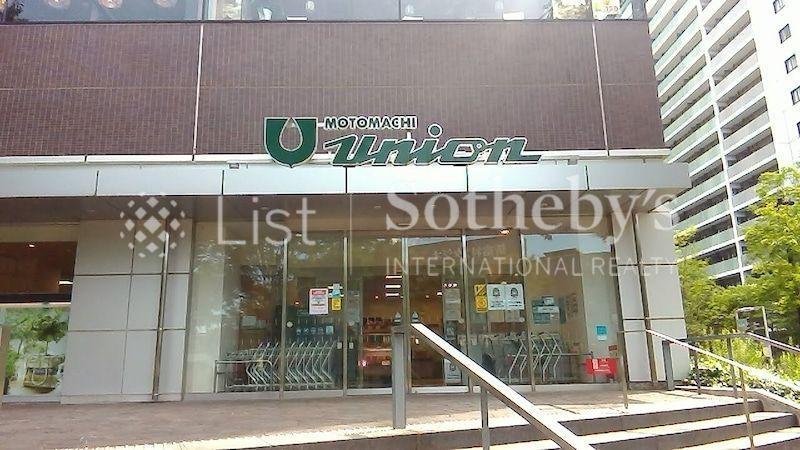 MOTOMACHI
union
List
Sotheby's
INTERNATIONAL REALTY